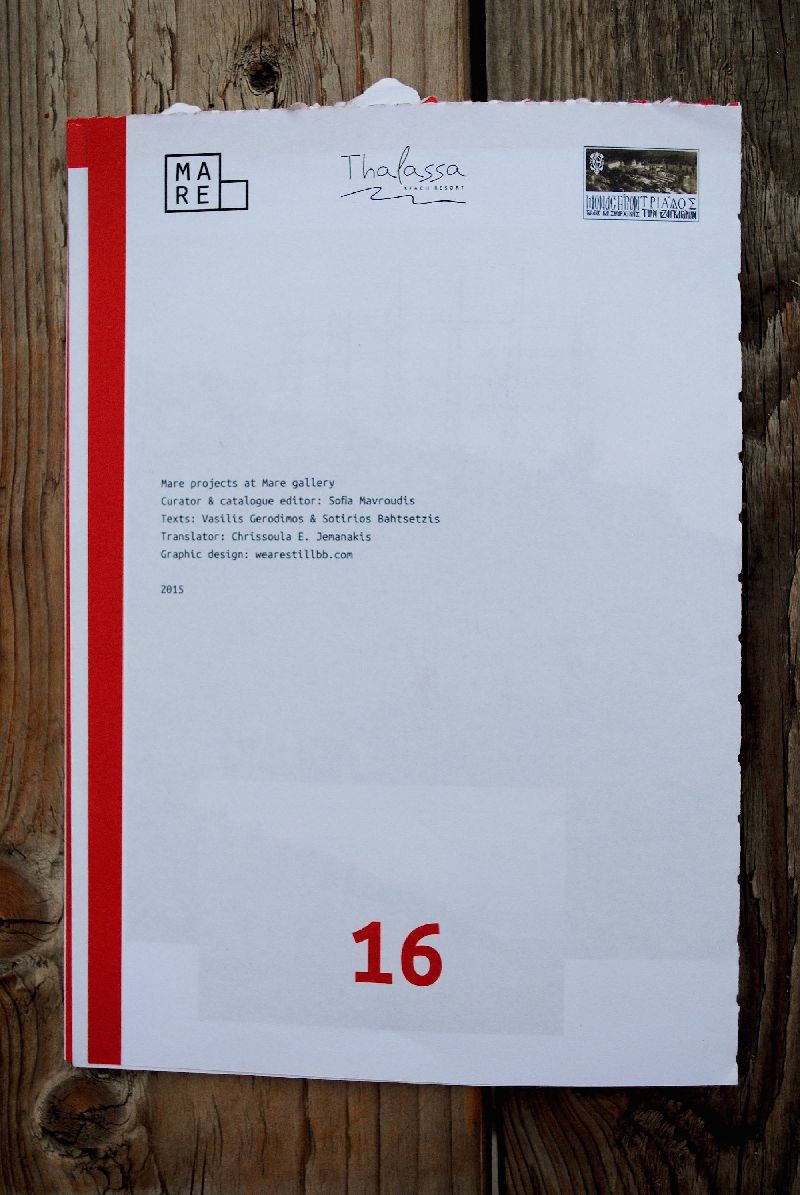 MA
RE
Thalassa
BEACH RESORT
Mare projects at Mare gallery
Curator & catalogue editor: Sofia Mavroudis
Texts: Vasilis Gerodimos & Sotirios Bahtsetzis
Translator: Chrissoula E. Jemanakis
Graphic design: wearestillbb.com
2015
16